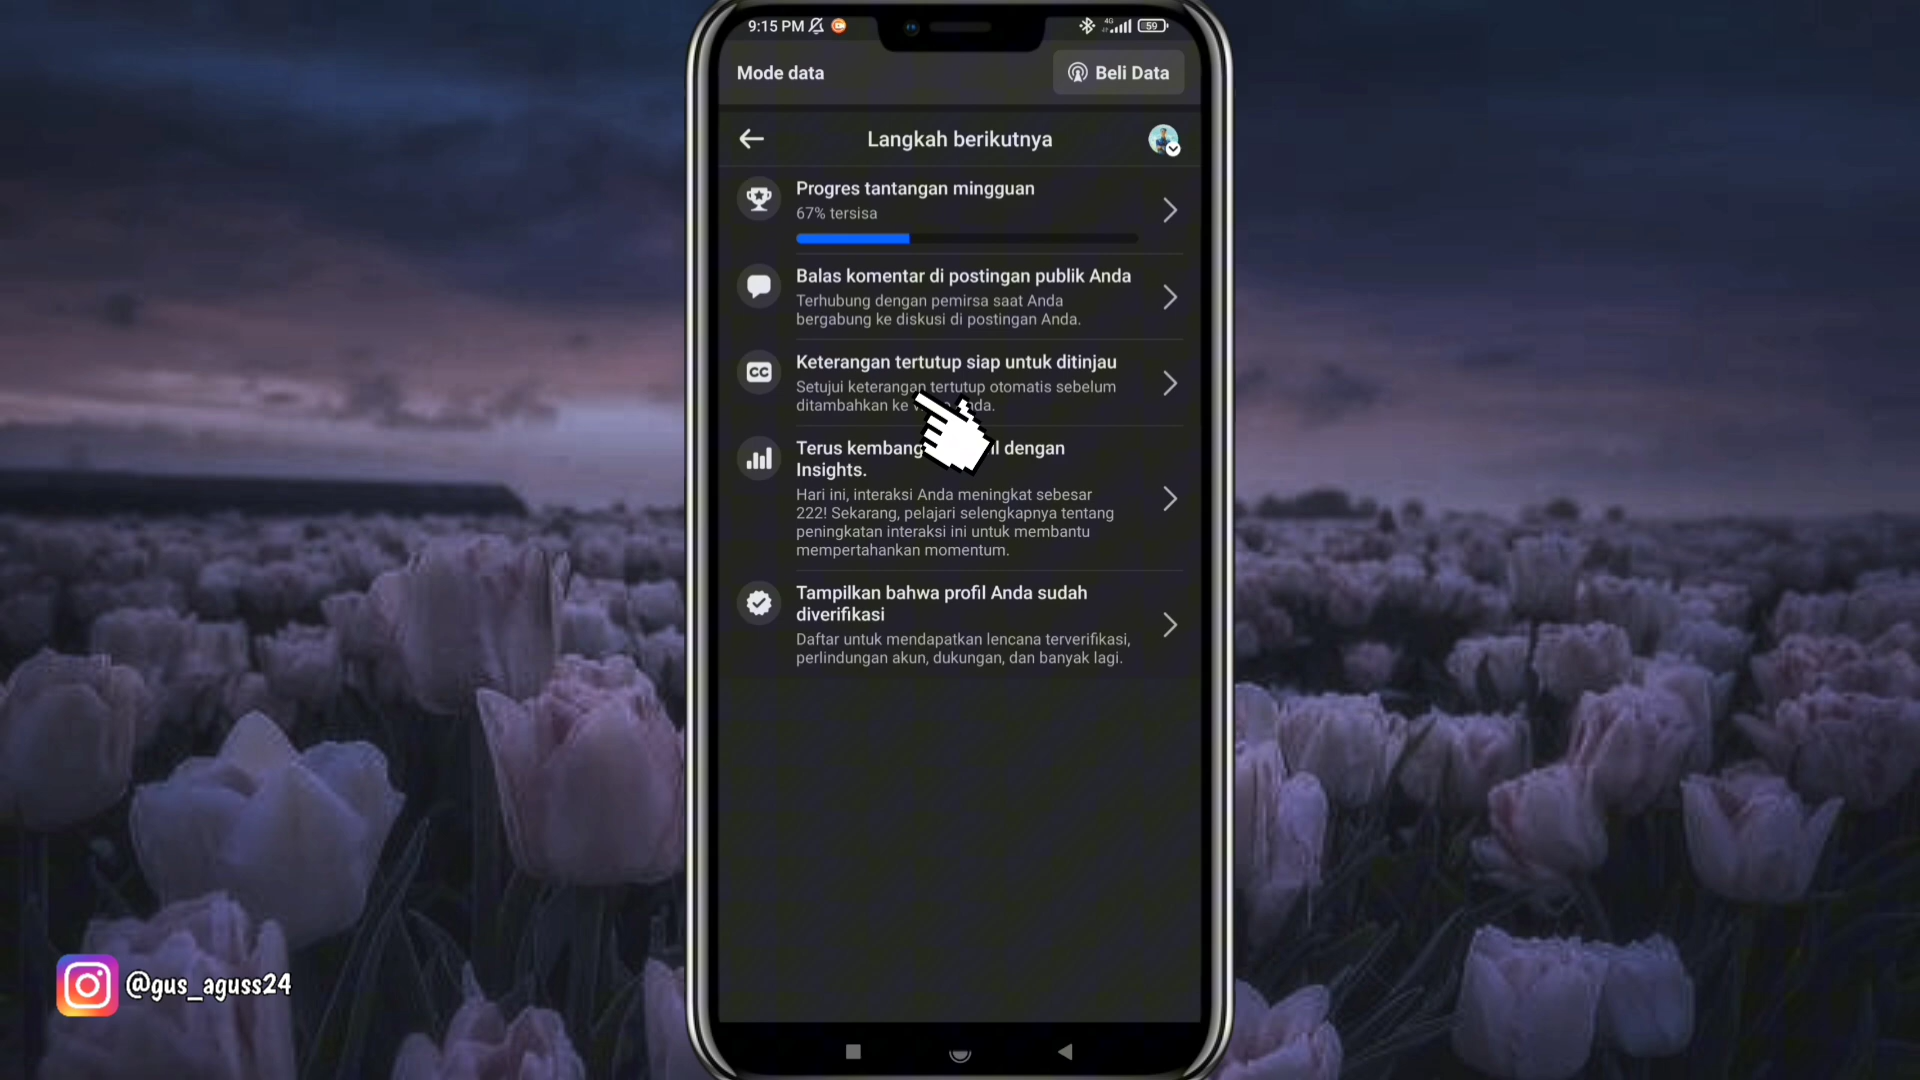 9:15 PM
4G
59
Mode data
Beli Data
Langkah berikutnya
Progres tantangan mingguan
67% tersisa
Balas komentar di postingan publik Anda
Terhubung dengan pemirsa saat Anda
bergabung ke diskusi di postingan Anda.
CC
Keterangan tertutup siap untuk ditinjau
Setujui keterangan tertutup otomatis sebelum
ditambahkan ke
Terus dengan
Insights.
Hari ini, interaksi Anda meningkat sebesar
222! Sekarang, pelajari selengkapnya tentang
peningkatan interaksi ini untuk membantu
mempertahankan momentum.
Tampilkan bahwa profil Anda sudah
diverifikasi
Daftar untuk mendapatkan lencana terverifikasi,
perlindungan akun, dukungan, dan banyak lagi.
@gus_aguss24